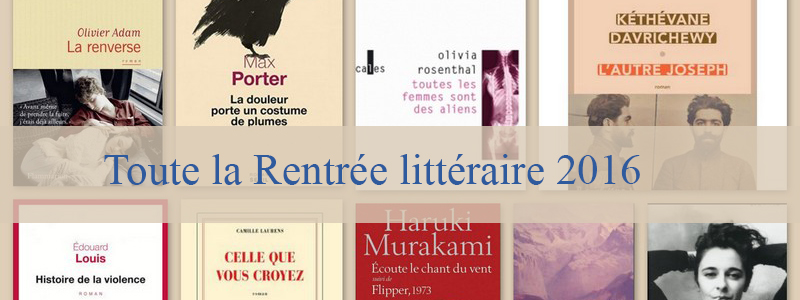 Olivier Adam
La renverse
roman
«Avant même
de prendre la fuite,
j'étais déjà ailleurs.»
Max
Porter
La douleur
porte un costume
de plumes
olivia
rosenthal
toutes les
femmes sont
des aliens
KÉTHÉVANE
DAVRICHEWY
L'AUTRE JOSEPH
roman
Toute la Rentrée littéraire 2016
Édouard
Louis
Histoire de la violence
ROMAN
CAMILLE LAURENS
CELLE QUE
VOUS CROYEZ
roman
Haruki
Murakami
Écoute le chant du vent
suivi de
Flipper, 1973